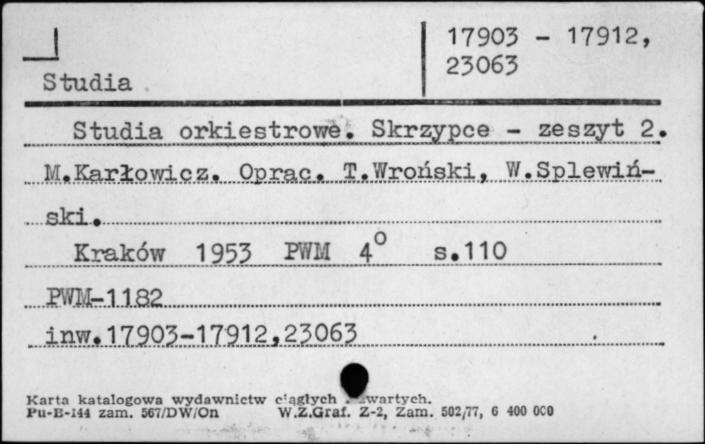 17903 - 17912,
23063
Studia
Studia orkiestrowe. Skrzypce - zeszyt 2.
M.Karłowicz. Oprac. T.Wroński, W.Splewiń-
ski.
Kraków 1953 PWM 4° s.110
PWM-1182
inw.17903-17912,23063
Karta katalogowa wydawnictw ciągłych
Pu-B-144 zam. 567/DW/On W.Z.Graf. Z-2, Zam. 502/77, 6 400 000